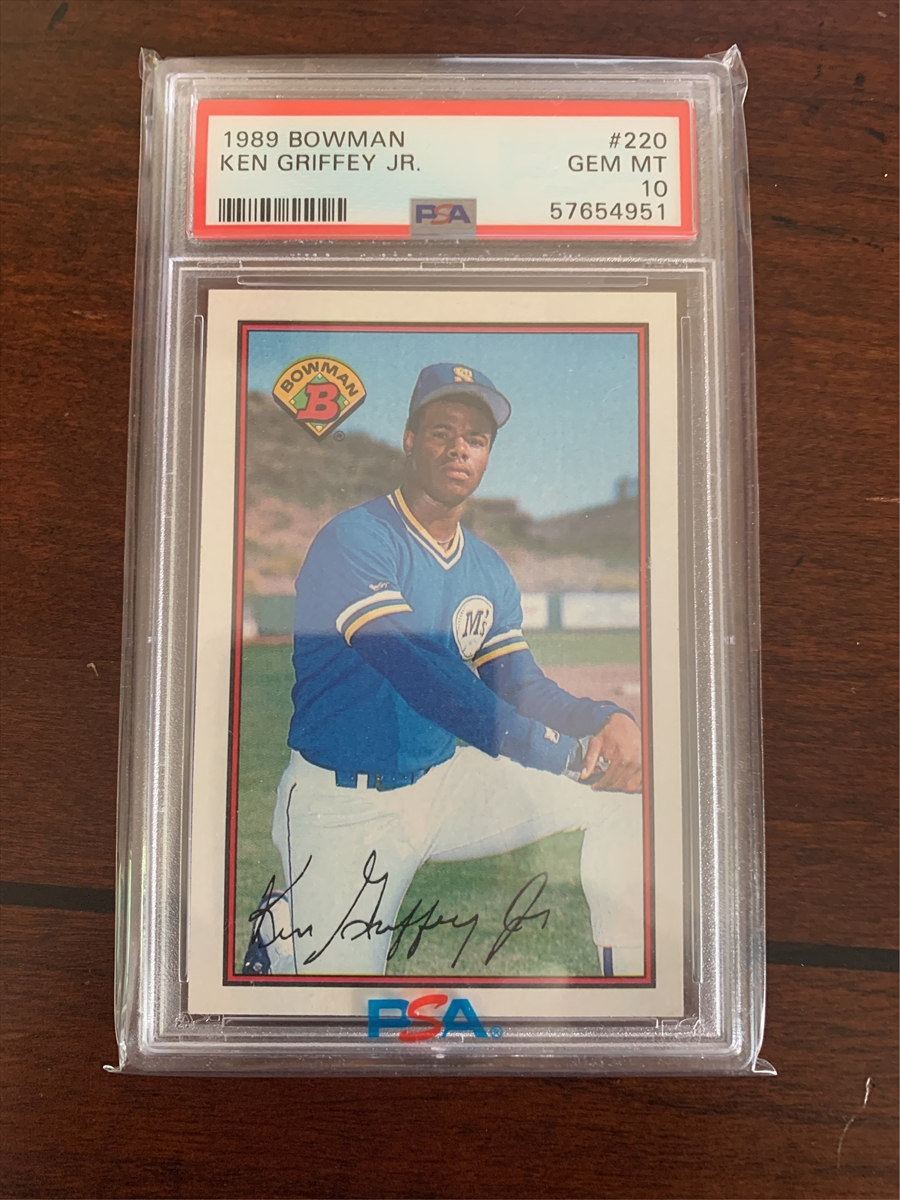 1989 BOWMAN #220
KEN GRIFFEY JR. GEM MT
10
PSA 57654951
BOWMAN
B
®
S
M's
Ken Griffey Jr
PSA®